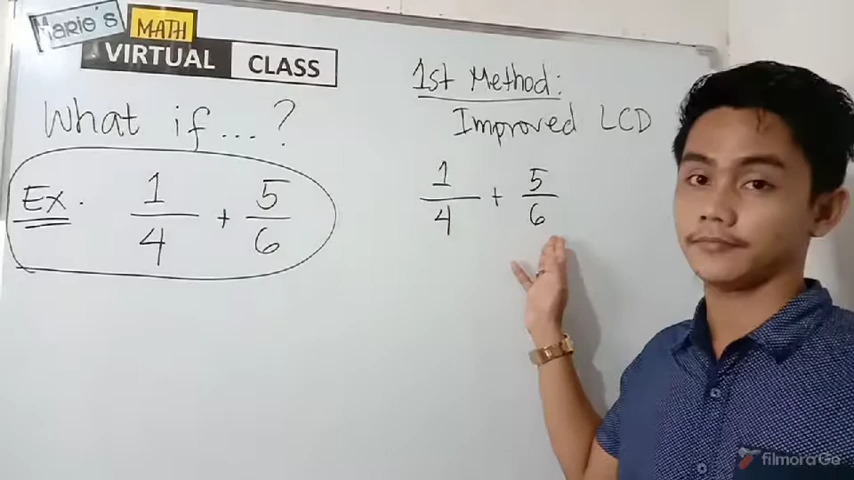 Mario's
MATH
VIRTUAL CLASS
What if ... ?
Ex. 1/4 + 5/6
1st Method:
Improved LCD
1/4 + 5/6
filmoraGo